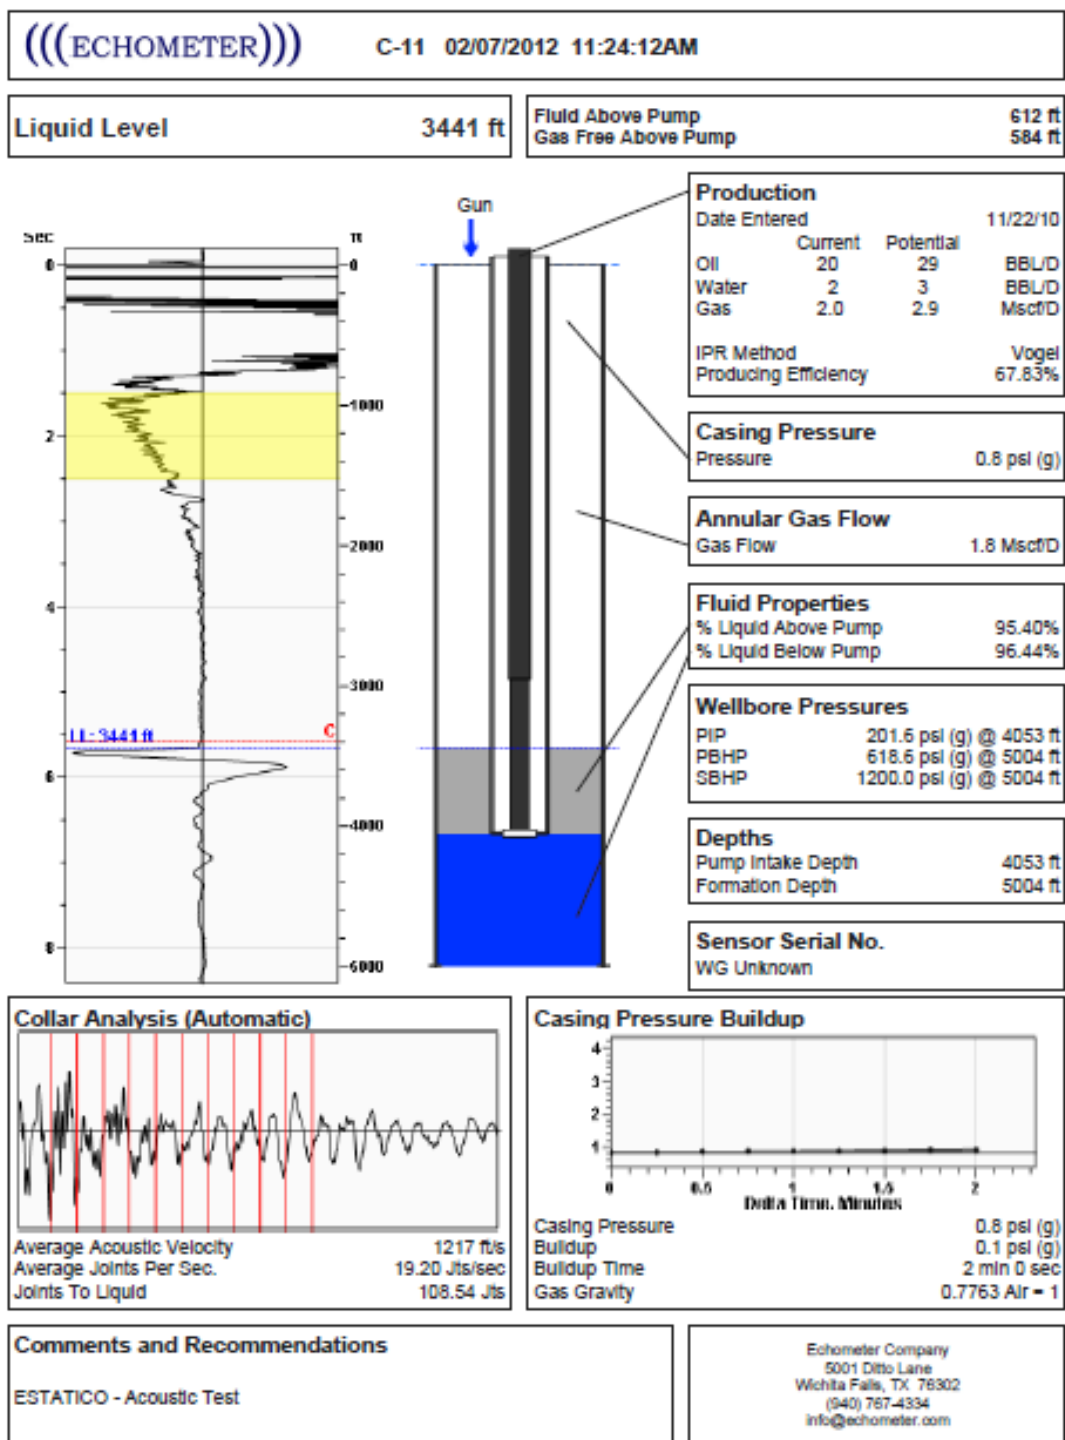 (((ECHOMETER))) C-11 02/07/2012 11:24:12AM
Liquid Level 3441 ft
Fluid Above Pump 612 ft
Gas Free Above Pump 584 ft
Sec ft
Gun
0 0
1000
2
2000
4
3000
LL: 3441 ft C
6
4000
8
5000
Production
Date Entered 11/22/10
Current Potential
Oil 20 29 BBL/D
Water 2 3 BBL/D
Gas 2.0 2.9 Mscf/D
IPR Method Vogel
Producing Efficiency 67.83%
Casing Pressure
Pressure 0.8 psi (g)
Annular Gas Flow
Gas Flow 1.8 Mscf/D
Fluid Properties
% Liquid Above Pump 95.40%
% Liquid Below Pump 96.44%
Wellbore Pressures
PIP 201.6 psi (g) @ 4053 ft
PBHP 618.6 psi (g) @ 5004 ft
SBHP 1200.0 psi (g) @ 5004 ft
Depths
Pump Intake Depth 4053 ft
Formation Depth 5004 ft
Sensor Serial No.
WG Unknown
Collar Analysis (Automatic)
Average Acoustic Velocity 1217 ft/s
Average Joints Per Sec. 19.20 Jts/sec
Joints To Liquid 108.54 Jts
Casing Pressure Buildup
4
3
2
1
0 0.5 1 1.5 2
Delta Time, Minutes
Casing Pressure 0.8 psi (g)
Buildup 0.1 psi (g)
Buildup Time 2 min 0 sec
Gas Gravity 0.7763 Air = 1
Comments and Recommendations
ESTATICO - Acoustic Test
Echometer Company
5001 Ditto Lane
Wichita Falls, TX 76302
(940) 767-4334
info@echometer.com